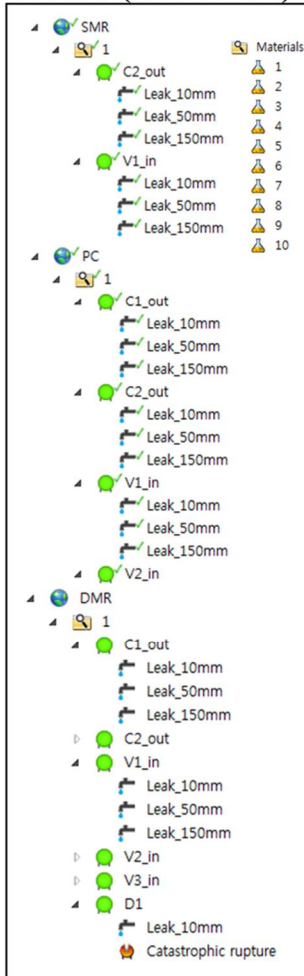 SMR
1
C2_out
Leak_10mm
Leak_50mm
Leak_150mm
V1_in
Leak_10mm
Leak_50mm
Leak_150mm
Materials
1
2
3
4
5
6
7
8
9
10
PC
1
C1_out
Leak_10mm
Leak_50mm
Leak_150mm
C2_out
Leak_10mm
Leak_50mm
Leak_150mm
V1_in
Leak_10mm
Leak_50mm
Leak_150mm
V2_in
DMR
1
C1_out
Leak_10mm
Leak_50mm
Leak_150mm
C2_out
V1_in
Leak_10mm
Leak_50mm
Leak_150mm
V2_in
V3_in
D1
Leak_10mm
Catastrophic rupture